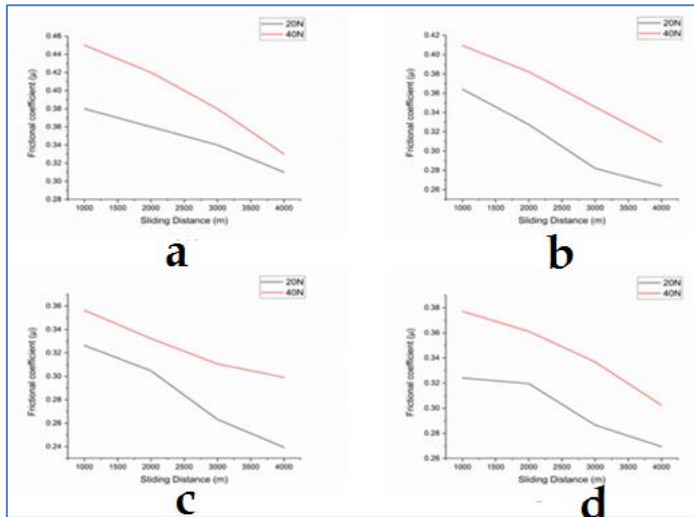 20N
40N
0.46
0.44
0.42
0.40
0.38
0.36
0.34
0.32
0.30
0.28
Frictional coefficient (μ)
1000 1500 2000 2500 3000 3500 4000
Sliding Distance (m)
a
20N
40N
0.42
0.40
0.38
0.36
0.34
0.32
0.30
0.28
0.26
Frictional coefficient (μ)
1000 1500 2000 2500 3000 3500 4000
Sliding Distance (m)
b
20N
40N
0.36
0.34
0.32
0.30
0.28
0.26
0.24
Frictional coefficient (μ)
1000 1500 2000 2500 3000 3500 4000
Sliding Distance (m)
c
20N
40N
0.38
0.36
0.34
0.32
0.30
0.28
0.26
Frictional coefficient (μ)
1000 1500 2000 2500 3000 3500 4000
Sliding Distance (m)
d